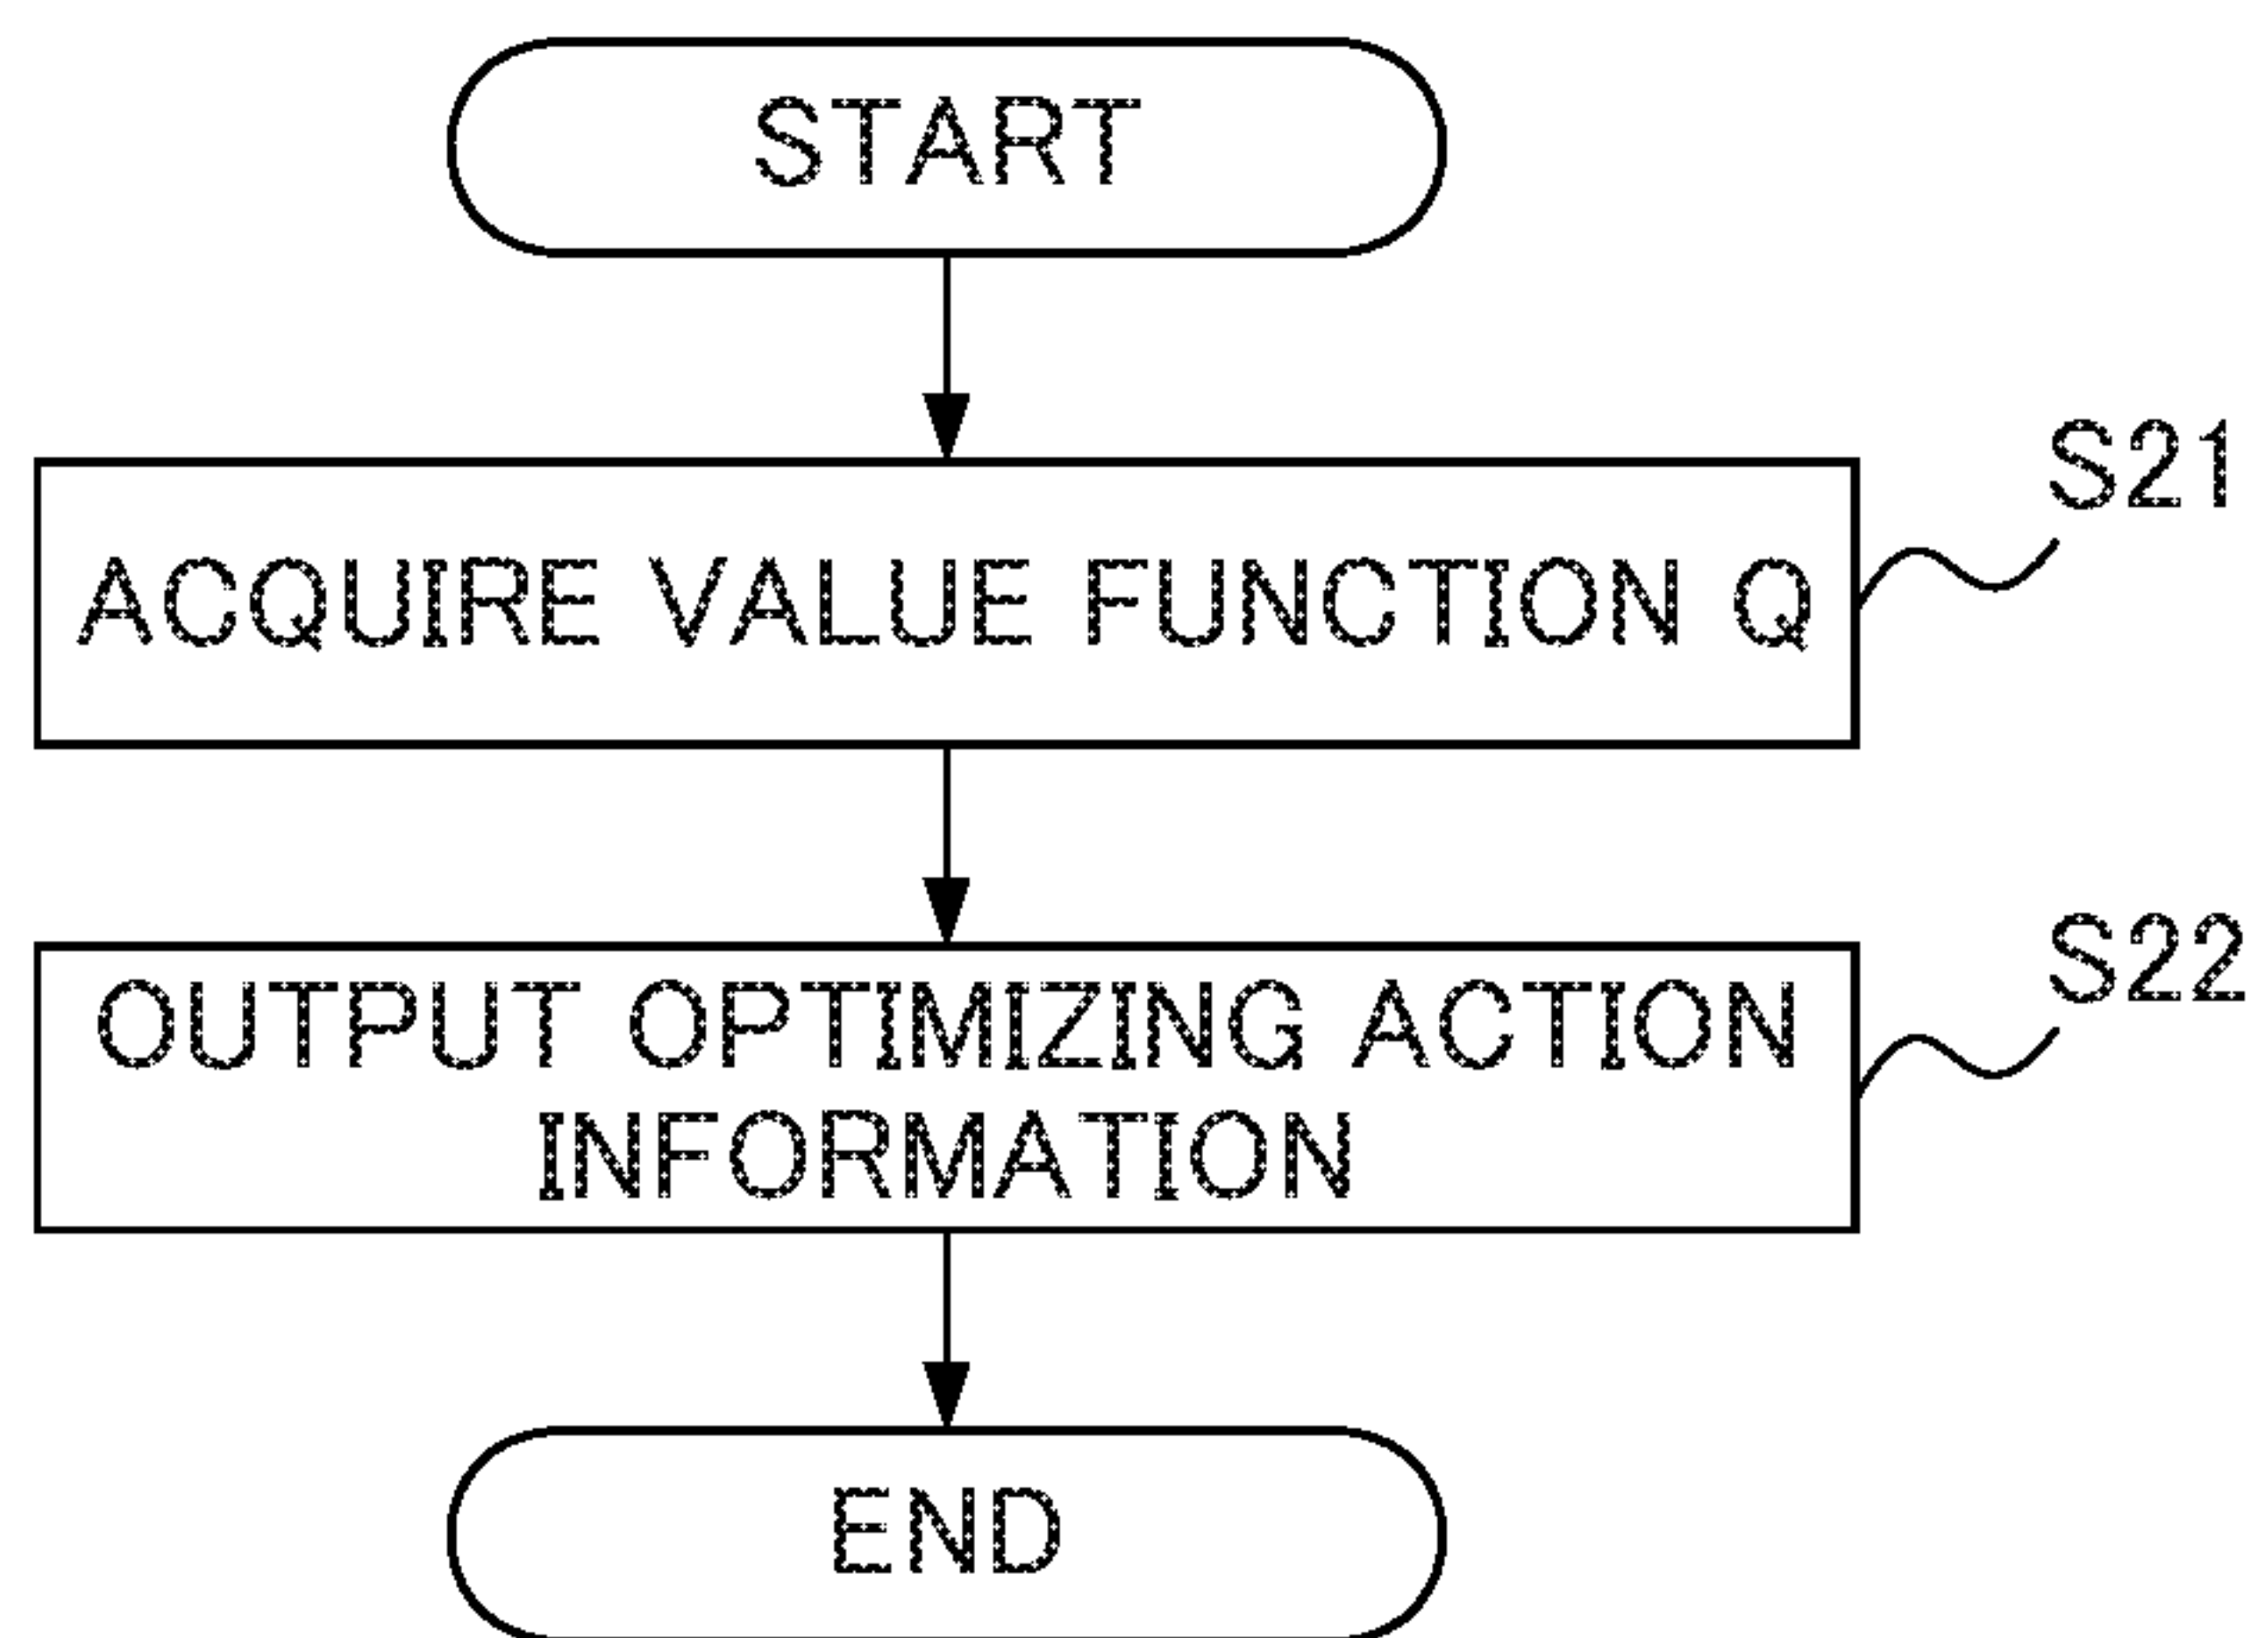 START
S21
ACQUIRE VALUE FUNCTION Q
S22
OUTPUT OPTIMIZING ACTION
INFORMATION
END